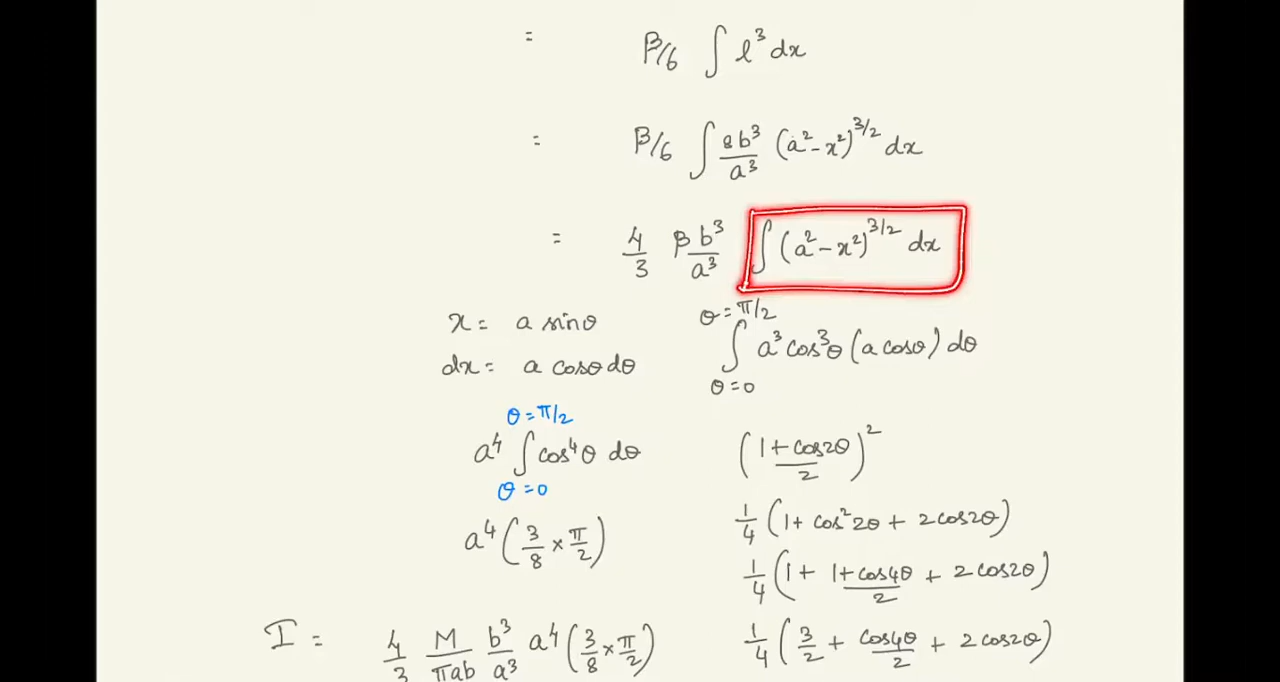 = β/6 ∫ l³ dx
= β/6 ∫ 8b³/a³ (a² - x²)^3/2 dx
= 4/3 β b³/a³ ∫ (a² - x²)^3/2 dx
x = a sinθ
θ = π/2
∫ a³ cos³θ (a cosθ) dθ
θ = 0
dx = a cosθ dθ
θ = π/2
a⁴ ∫ cos⁴θ dθ
θ = 0
a⁴ (3/8 × π/2)
((1 + cos2θ)/2)²
1/4 (1 + cos²2θ + 2cos2θ)
1/4 (1 + (1 + cos4θ)/2 + 2cos2θ)
1/4 (3/2 + cos4θ/2 + 2cos2θ)
I = 4/3 M/πab b³/a³ a⁴ (3/8 × π/2)